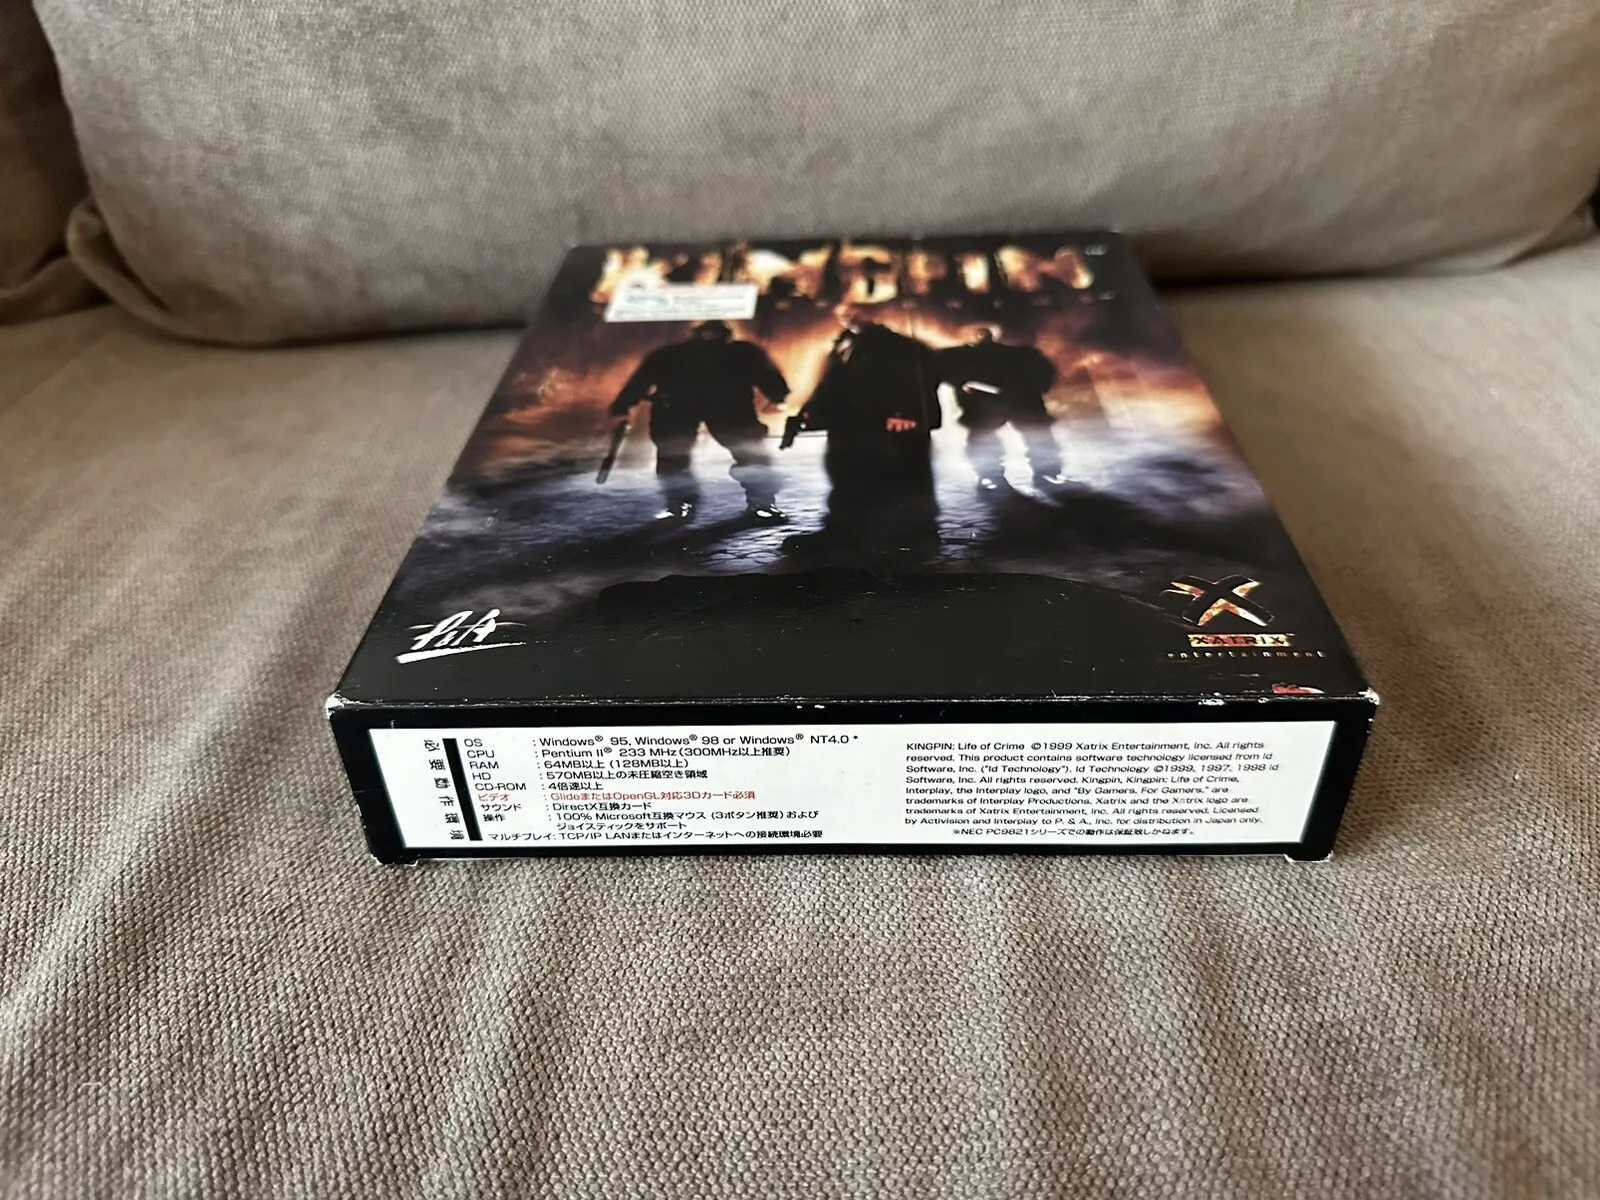 KINGPIN
P&A
XATRIX
entertainment
必要動作環境
OS : Windows® 95, Windows® 98 or Windows® NT4.0 *
CPU : Pentium II® 233 MHz (300MHz以上推奨)
RAM : 64MB以上 (128MB以上)
HD : 570MB以上の未圧縮空き領域
CD-ROM : 4倍速以上
ビデオ : GlideまたはOpenGL対応3Dカード必須
サウンド : DirectX互換カード
操作 : 100% Microsoft互換マウス (3ボタン推奨) および
ジョイスティックをサポート
マルチプレイ : TCP/IP LANまたはインターネットへの接続環境必要
KINGPIN: Life of Crime ©1999 Xatrix Entertainment, Inc. All rights
reserved. This product contains software technology licensed from id
Software, Inc. ("Id Technology"). Id Technology ©1999, 1997, 1998 id
Software, Inc. All rights reserved. Kingpin, Kingpin: Life of Crime,
Interplay, the Interplay logo, and "By Gamers. For Gamers." are
trademarks of Interplay Productions. Xatrix and the Xatrix logo are
trademarks of Xatrix Entertainment, Inc. All rights reserved. Licensed
by Activision and Interplay to P. & A., Inc. for distribution in Japan only.
※NEC PC9821シリーズでの動作は保証致しかねます。